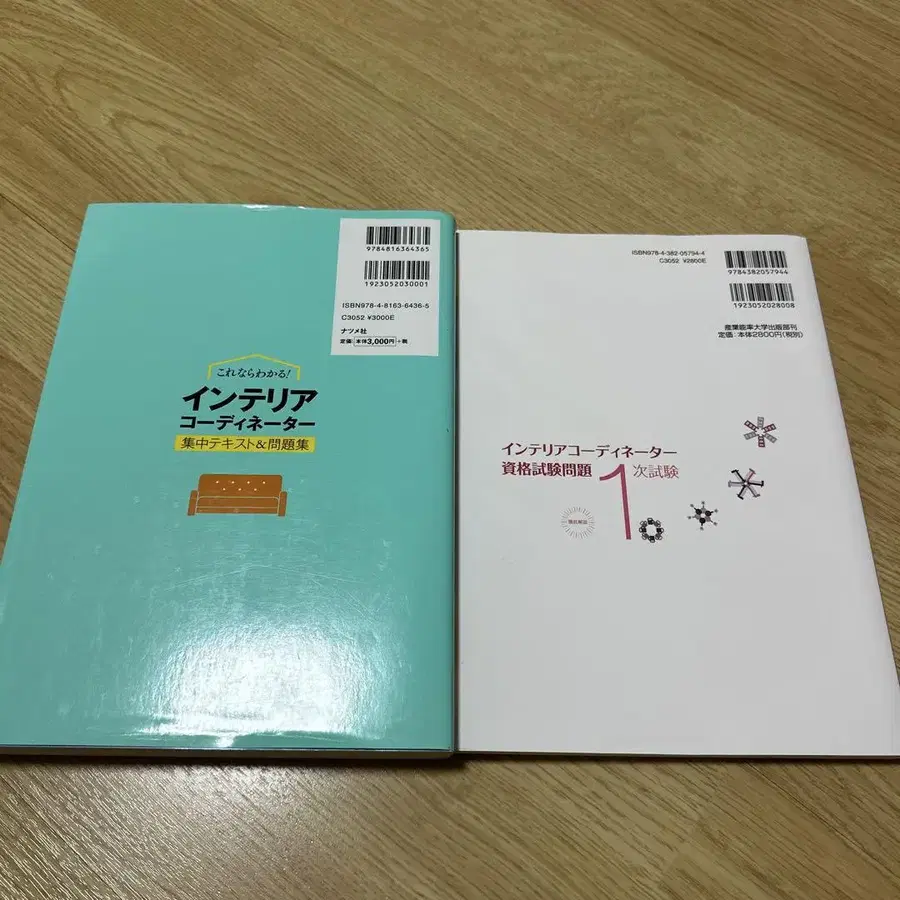 9784816364365
1923052030001
ISBN978-4-8163-6436-5
C3052 ¥3000E
ナツメ社
定価:本体3,000円+税
これならわかる!
インテリア
コーディネーター
集中テキスト&問題集
ISBN978-4-382-05794-4
C3052 ¥2800E
9784382057944
1923052028008
産業能率大学出版部刊
定価:本体2800円(税別)
インテリアコーディネーター
資格試験問題
1次試験
徹底解説